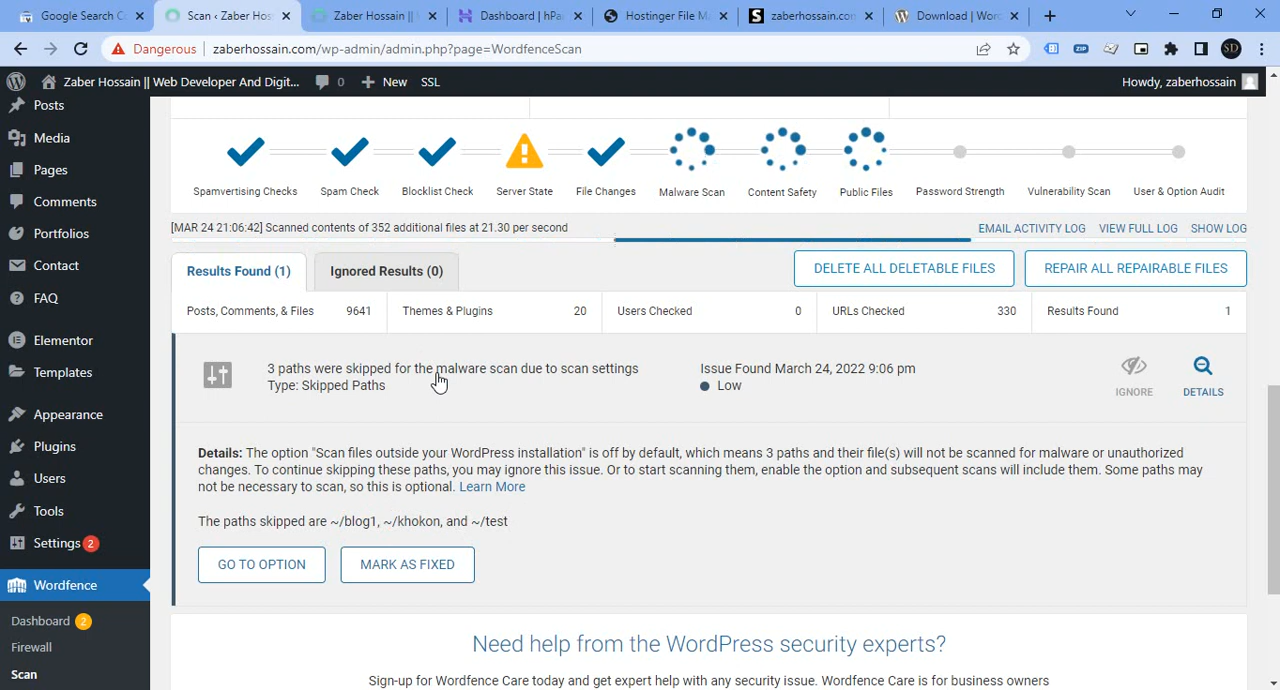 Google Search C
Scan ‹ Zaber Hos
Zaber Hossain ||
Dashboard | hPa
Hostinger File M
zaberhossain.co
Download | Wor
Dangerous
zaberhossain.com/wp-admin/admin.php?page=WordfenceScan
ZIP
SD
Zaber Hossain || Web Developer And Digit...
0
New
SSL
Howdy, zaberhossain
Posts
Media
Pages
Comments
Portfolios
Contact
FAQ
Elementor
Templates
Appearance
Plugins
Users
Tools
Settings 2
Wordfence
Dashboard 2
Firewall
Scan
Spamvertising Checks
Spam Check
Blocklist Check
Server State
File Changes
Malware Scan
Content Safety
Public Files
Password Strength
Vulnerability Scan
User & Option Audit
[MAR 24 21:06:42] Scanned contents of 352 additional files at 21.30 per second
EMAIL ACTIVITY LOG
VIEW FULL LOG
SHOW LOG
Results Found (1)
Ignored Results (0)
DELETE ALL DELETABLE FILES
REPAIR ALL REPAIRABLE FILES
Posts, Comments, & Files 9641
Themes & Plugins 20
Users Checked 0
URLs Checked 330
Results Found 1
3 paths were skipped for the malware scan due to scan settings
Type: Skipped Paths
Issue Found March 24, 2022 9:06 pm
Low
IGNORE
DETAILS
Details: The option "Scan files outside your WordPress installation" is off by default, which means 3 paths and their file(s) will not be scanned for malware or unauthorized
changes. To continue skipping these paths, you may ignore this issue. Or to start scanning them, enable the option and subsequent scans will include them. Some paths may
not be necessary to scan, so this is optional. Learn More
The paths skipped are ~/blog1, ~/khokon, and ~/test
GO TO OPTION
MARK AS FIXED
Need help from the WordPress security experts?
Sign-up for Wordfence Care today and get expert help with any security issue. Wordfence Care is for business owners